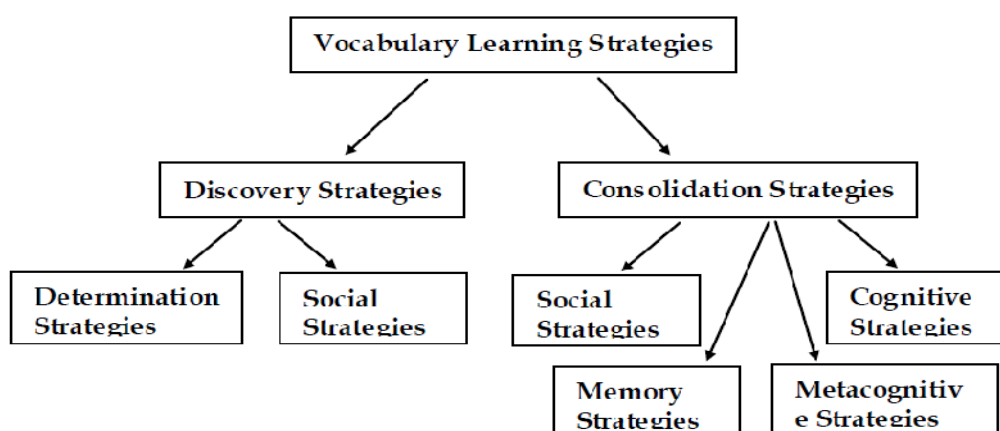 Vocabulary Learning Strategies
Discovery Strategies
Consolidation Strategies
Determination
Strategies
Social
Strategies
Social
Strategies
Cognitive
Strategies
Memory
Strategies
Metacognitiv
e Strategies